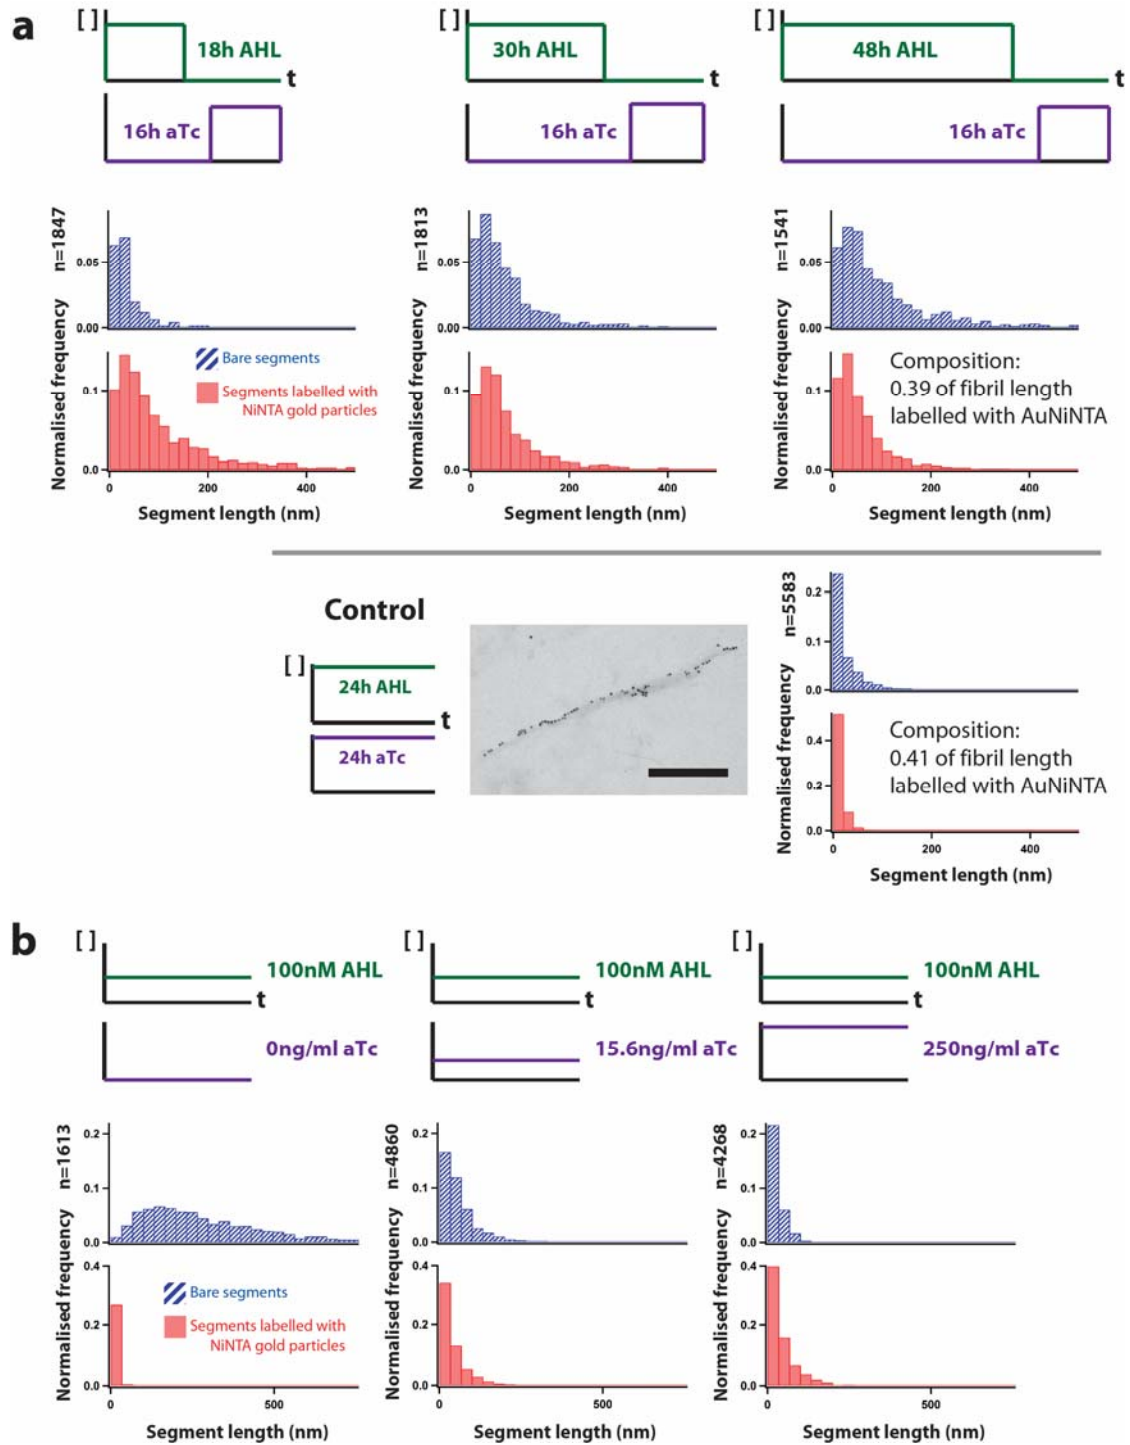 a
[ ]
18h AHL
t
16h aTc
[ ]
30h AHL
t
16h aTc
[ ]
48h AHL
t
16h aTc
n=1847
Normalised frequency
0.05
0.00
0.1
0.0
Bare segments
Segments labelled with
NiNTA gold particles
0 200 400
Segment length (nm)
n=1813
Normalised frequency
0.05
0.00
0.1
0.0
0 200 400
Segment length (nm)
n=1541
Normalised frequency
0.05
0.00
0.1
0.0
Composition:
0.39 of fibril length
labelled with AuNiNTA
0 200 400
Segment length (nm)
Control
[ ]
24h AHL
t
24h aTc
n=5583
Normalised frequency
0.2
0.1
0.0
0.4
0.2
0.0
Composition:
0.41 of fibril length
labelled with AuNiNTA
0 200 400
Segment length (nm)
b
[ ]
100nM AHL
t
0ng/ml aTc
[ ]
100nM AHL
t
15.6ng/ml aTc
[ ]
100nM AHL
t
250ng/ml aTc
n=1613
Normalised frequency
0.2
0.1
0.0
0.4
0.2
0.0
Bare segments
Segments labelled with
NiNTA gold particles
0 500
Segment length (nm)
n=4860
Normalised frequency
0.2
0.1
0.0
0.4
0.2
0.0
0 500
Segment length (nm)
n=4268
Normalised frequency
0.2
0.1
0.0
0.4
0.2
0.0
0 500
Segment length (nm)